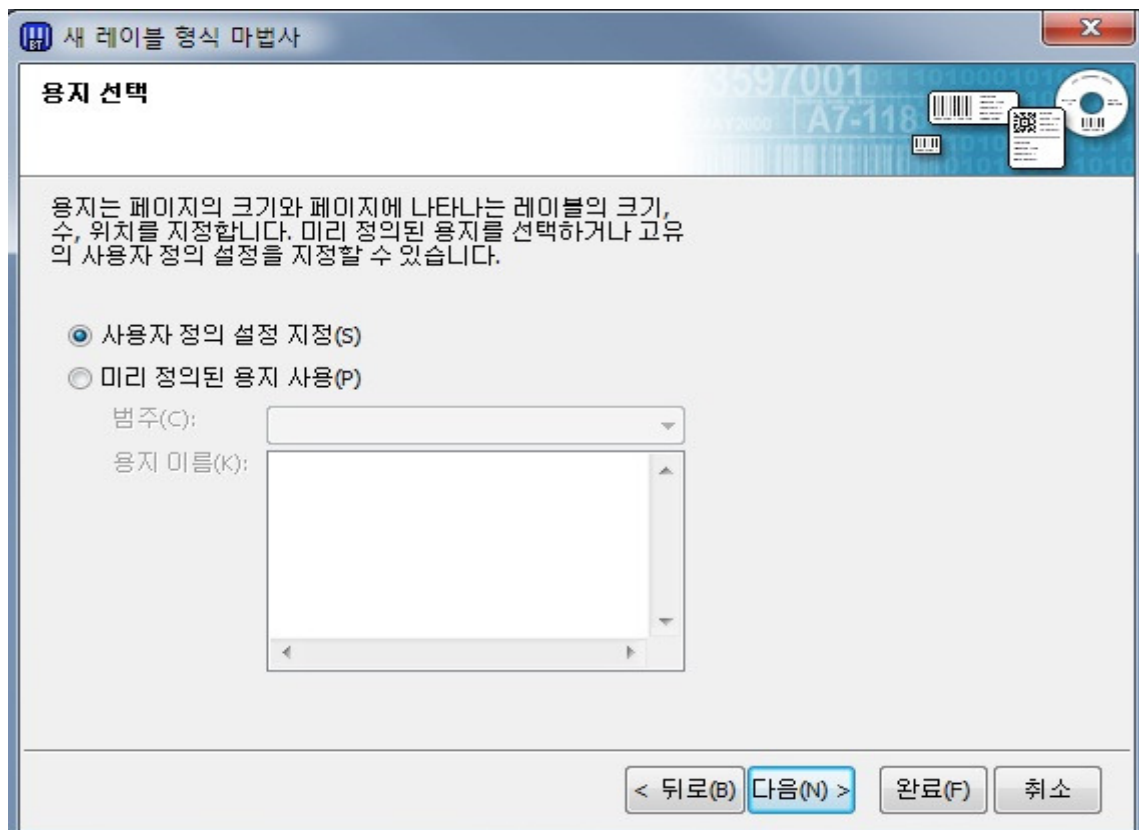 새 레이블 형식 마법사
용지 선택
3597001
A7-118
MAY2000
용지는 페이지의 크기와 페이지에 나타나는 레이블의 크기,
수, 위치를 지정합니다. 미리 정의된 용지를 선택하거나 고유
의 사용자 정의 설정을 지정할 수 있습니다.
사용자 정의 설정 지정(S)
미리 정의된 용지 사용(P)
범주(C):
용지 이름(K):
< 뒤로(B) 다음(N) > 완료(F) 취소